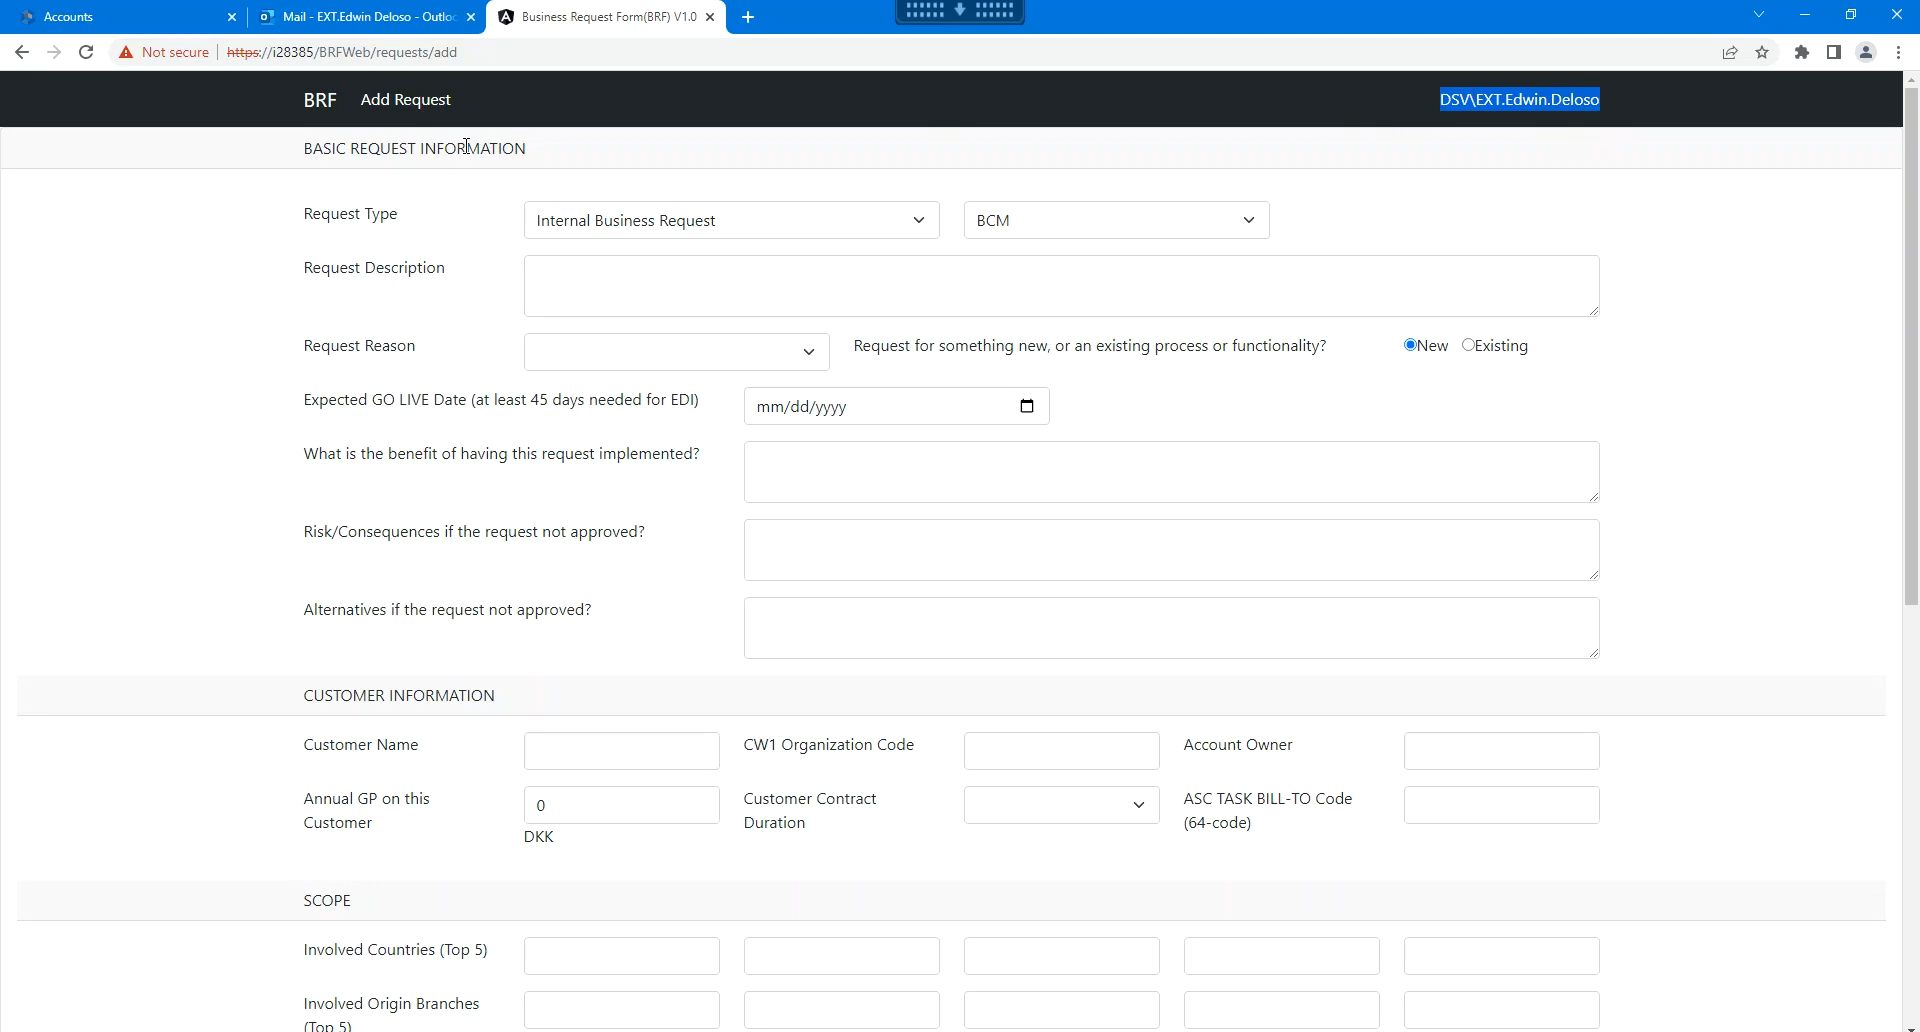 Accounts
Mail - EXT.Edwin Deloso - Outlo
Business Request Form(BRF) V1.0
Not secure
https://i28385/BRFWeb/requests/add
BRF Add Request DSV\EXT.Edwin.Deloso
BASIC REQUEST INFORMATION
Request Type Internal Business Request BCM
Request Description
Request Reason Request for something new, or an existing process or functionality? New Existing
Expected GO LIVE Date (at least 45 days needed for EDI) mm/dd/yyyy
What is the benefit of having this request implemented?
Risk/Consequences if the request not approved?
Alternatives if the request not approved?
CUSTOMER INFORMATION
Customer Name CW1 Organization Code Account Owner
Annual GP on this
Customer
0
DKK
Customer Contract
Duration
ASC TASK BILL-TO Code
(64-code)
SCOPE
Involved Countries (Top 5)
Involved Origin Branches
(Top 5)